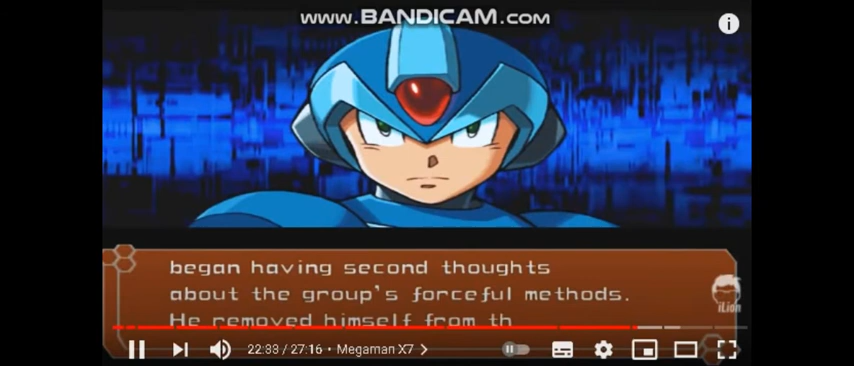 www.BANDICAM.com
began having second thoughts
about the group's forceful methods.
He removed himself from th
iLion
22:33 / 27:16 • Megaman X7 >